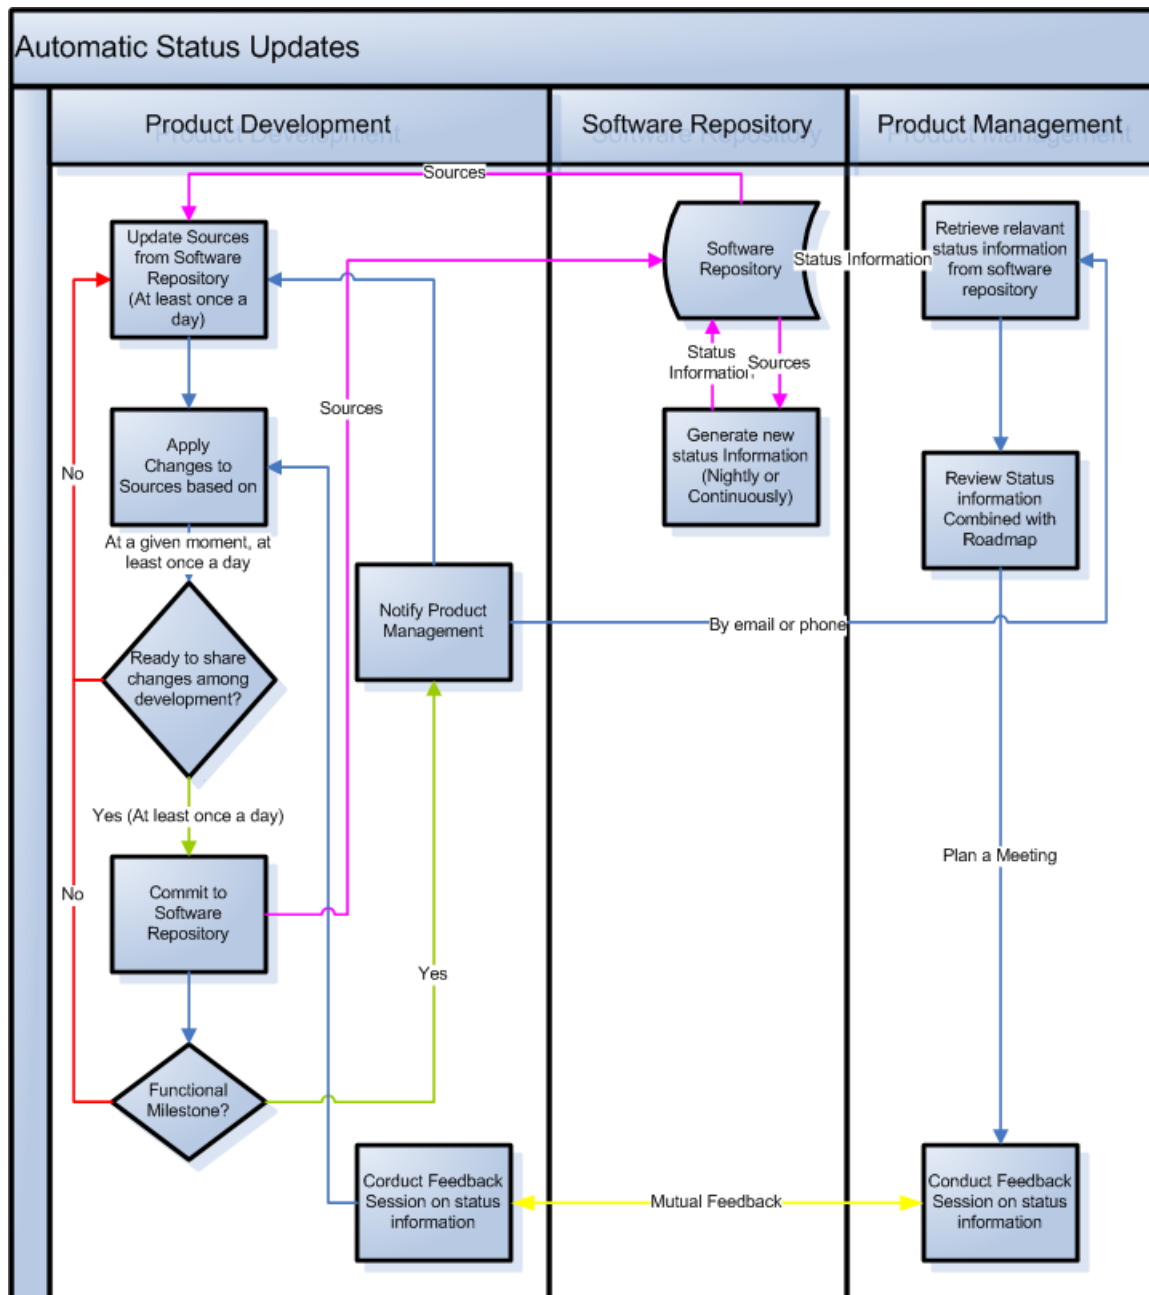 Automatic Status Updates
Product Development
Software Repository
Product Management
Sources
Update Sources
from Software
Repository
(At least once a
day)
Software
Repository
Status Information
Retrieve relavant
status information
from software
repository
Status
Information
Sources
Sources
Apply
Changes to
Sources based on
No
Generate new
status Information
(Nightly or
Continuously)
Review Status
information
Combined with
Roadmap
At a given moment, at
least once a day
Notify Product
Management
By email or phone
Ready to share
changes among
development?
Yes (At least once a day)
Plan a Meeting
No
Commit to
Software
Repository
Yes
Functional
Milestone?
Corduct Feedback
Session on status
information
Mutual Feedback
Conduct Feedback
Session on status
information